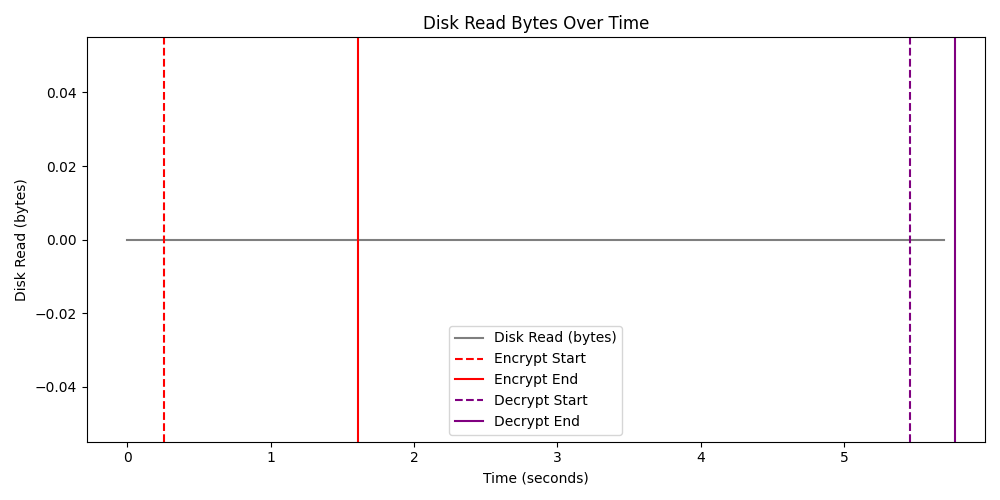 Disk Read Bytes Over Time
Disk Read (bytes)
0.04
0.02
0.00
−0.02
−0.04
Disk Read (bytes)
Encrypt Start
Encrypt End
Decrypt Start
Decrypt End
0 1 2 3 4 5
Time (seconds)